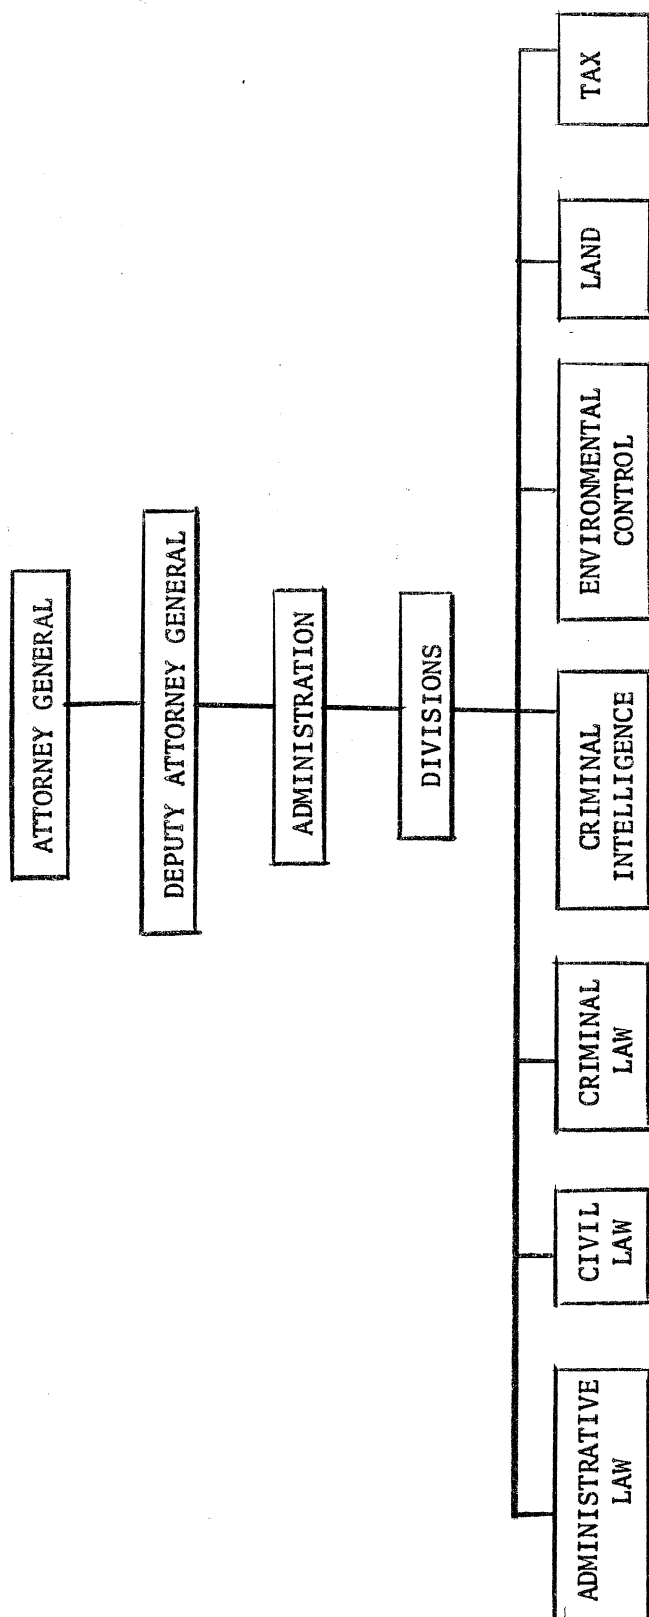 ATTORNEY GENERAL
DEPUTY ATTORNEY GENERAL
ADMINISTRATION
DIVISIONS
ADMINISTRATIVE
LAW
CIVIL
LAW
CRIMINAL
LAW
CRIMINAL
INTELLIGENCE
ENVIRONMENTAL
CONTROL
LAND
TAX